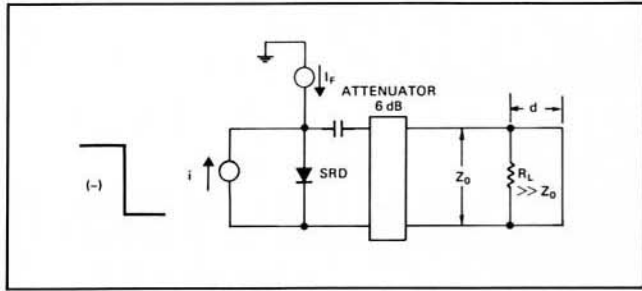 I_F
ATTENUATOR
6 dB
d
(-)
i
SRD
Z_0
R_L
>> Z_0